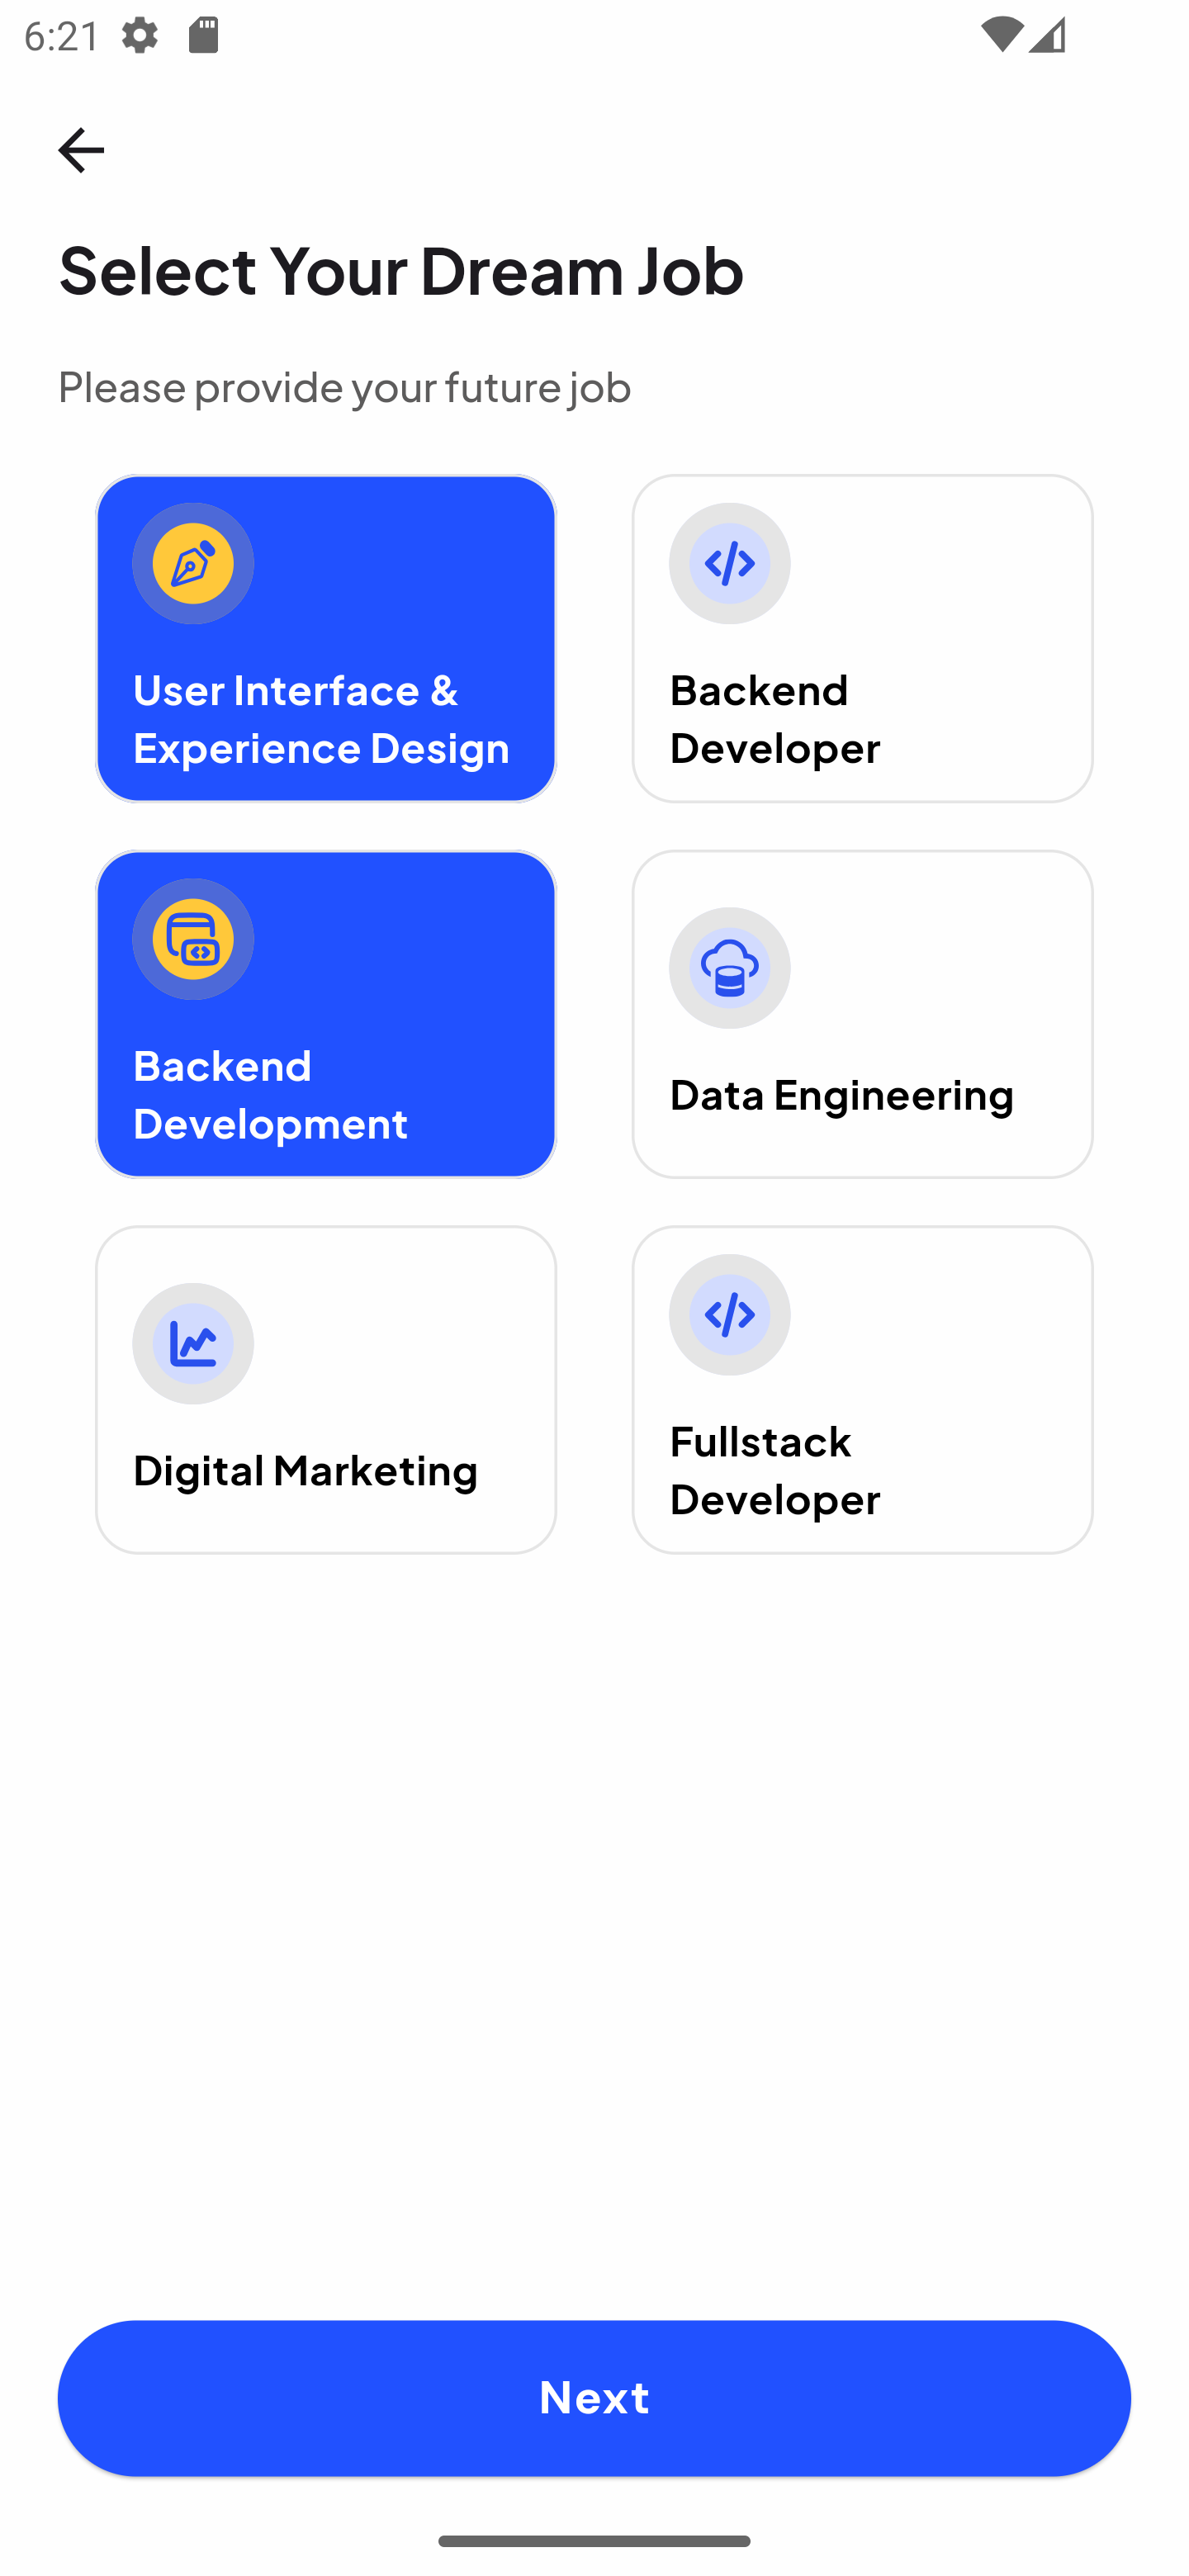 6:21
Select Your Dream Job
Please provide your future job
User Interface &
Experience Design
Backend
Developer
Backend
Development
Data Engineering
Digital Marketing
Fullstack
Developer
Next